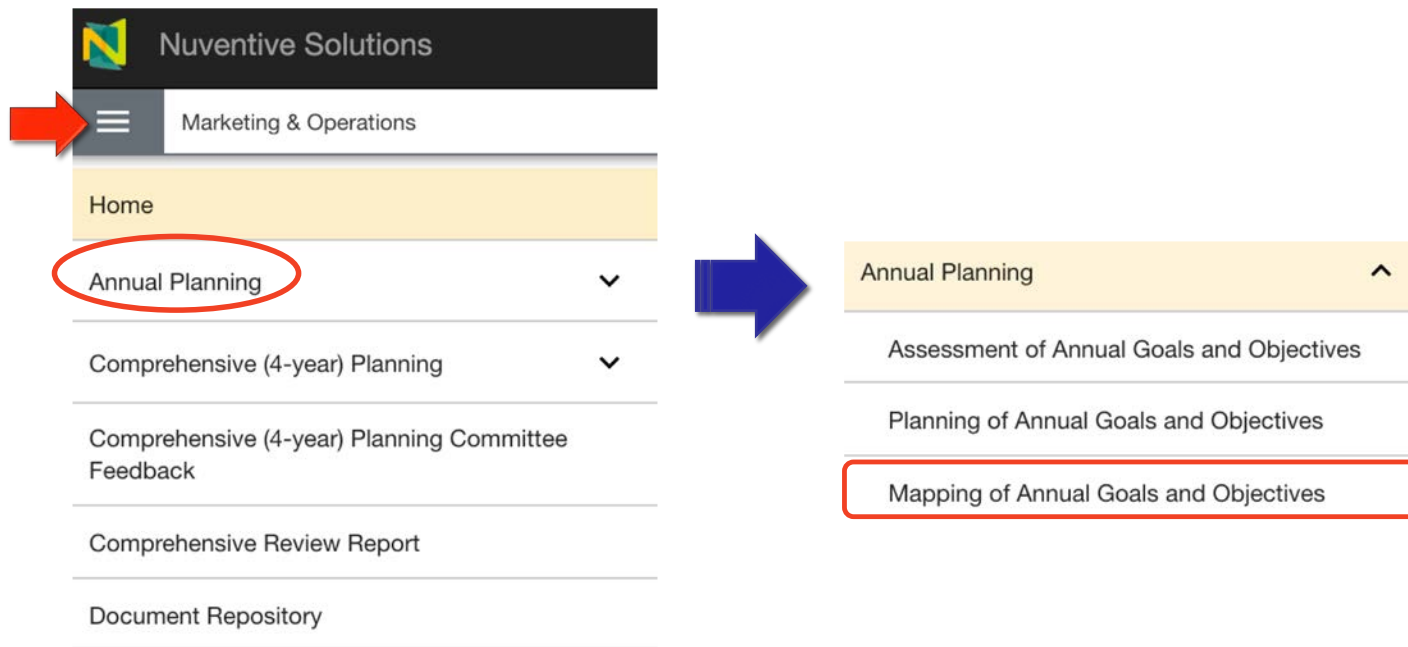 Nuventive Solutions
Marketing & Operations
Home
Annual Planning
Comprehensive (4-year) Planning
Comprehensive (4-year) Planning Committee
Feedback
Comprehensive Review Report
Document Repository
Annual Planning
Assessment of Annual Goals and Objectives
Planning of Annual Goals and Objectives
Mapping of Annual Goals and Objectives